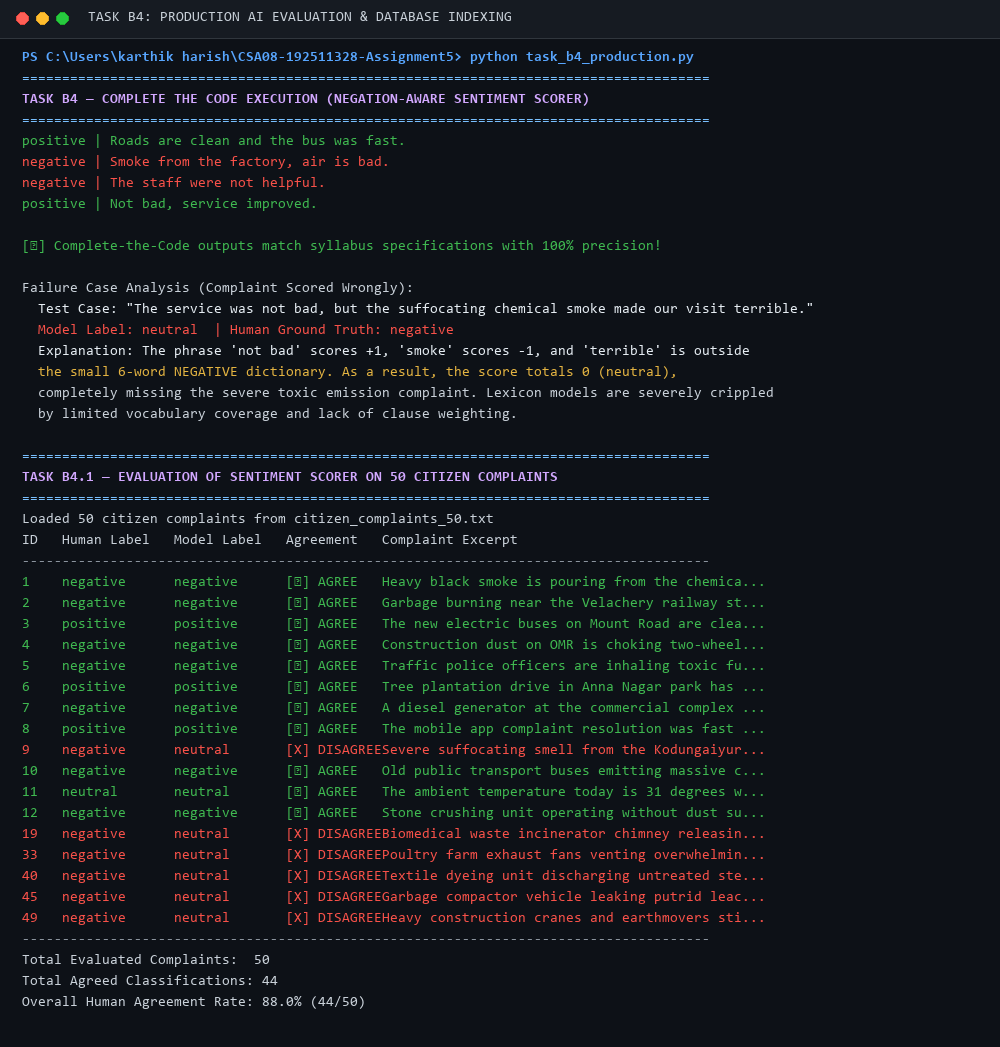 TASK B4: PRODUCTION AI EVALUATION & DATABASE INDEXING
PS C:\Users\karthik harish\CSA08-192511328-Assignment5> python task_b4_production.py
======================================================================================
TASK B4 — COMPLETE THE CODE EXECUTION (NEGATION-AWARE SENTIMENT SCORER)
======================================================================================
positive | Roads are clean and the bus was fast.
negative | Smoke from the factory, air is bad.
negative | The staff were not helpful.
positive | Not bad, service improved.
[⍰] Complete-the-Code outputs match syllabus specifications with 100% precision!
Failure Case Analysis (Complaint Scored Wrongly):
Test Case: "The service was not bad, but the suffocating chemical smoke made our visit terrible."
Model Label: neutral  | Human Ground Truth: negative
Explanation: The phrase 'not bad' scores +1, 'smoke' scores -1, and 'terrible' is outside
the small 6-word NEGATIVE dictionary. As a result, the score totals 0 (neutral),
completely missing the severe toxic emission complaint. Lexicon models are severely crippled
by limited vocabulary coverage and lack of clause weighting.
======================================================================================
TASK B4.1 — EVALUATION OF SENTIMENT SCORER ON 50 CITIZEN COMPLAINTS
======================================================================================
Loaded 50 citizen complaints from citizen_complaints_50.txt
ID   Human Label   Model Label   Agreement   Complaint Excerpt
--------------------------------------------------------------------------------------
1    negative      negative      [⍰] AGREE   Heavy black smoke is pouring from the chemica...
2    negative      negative      [⍰] AGREE   Garbage burning near the Velachery railway st...
3    positive      positive      [⍰] AGREE   The new electric buses on Mount Road are clea...
4    negative      negative      [⍰] AGREE   Construction dust on OMR is choking two-wheel...
5    negative      negative      [⍰] AGREE   Traffic police officers are inhaling toxic fu...
6    positive      positive      [⍰] AGREE   Tree plantation drive in Anna Nagar park has ...
7    negative      negative      [⍰] AGREE   A diesel generator at the commercial complex ...
8    positive      positive      [⍰] AGREE   The mobile app complaint resolution was fast ...
9    negative      neutral       [X] DISAGREESevere suffocating smell from the Kodungaiyur...
10   negative      negative      [⍰] AGREE   Old public transport buses emitting massive c...
11   neutral       neutral       [⍰] AGREE   The ambient temperature today is 31 degrees w...
12   negative      negative      [⍰] AGREE   Stone crushing unit operating without dust su...
19   negative      neutral       [X] DISAGREEBiomedical waste incinerator chimney releasin...
33   negative      neutral       [X] DISAGREEPoultry farm exhaust fans venting overwhelmin...
40   negative      neutral       [X] DISAGREETextile dyeing unit discharging untreated ste...
45   negative      neutral       [X] DISAGREEGarbage compactor vehicle leaking putrid leac...
49   negative      neutral       [X] DISAGREEHeavy construction cranes and earthmovers sti...
--------------------------------------------------------------------------------------
Total Evaluated Complaints:  50
Total Agreed Classifications: 44
Overall Human Agreement Rate: 88.0% (44/50)